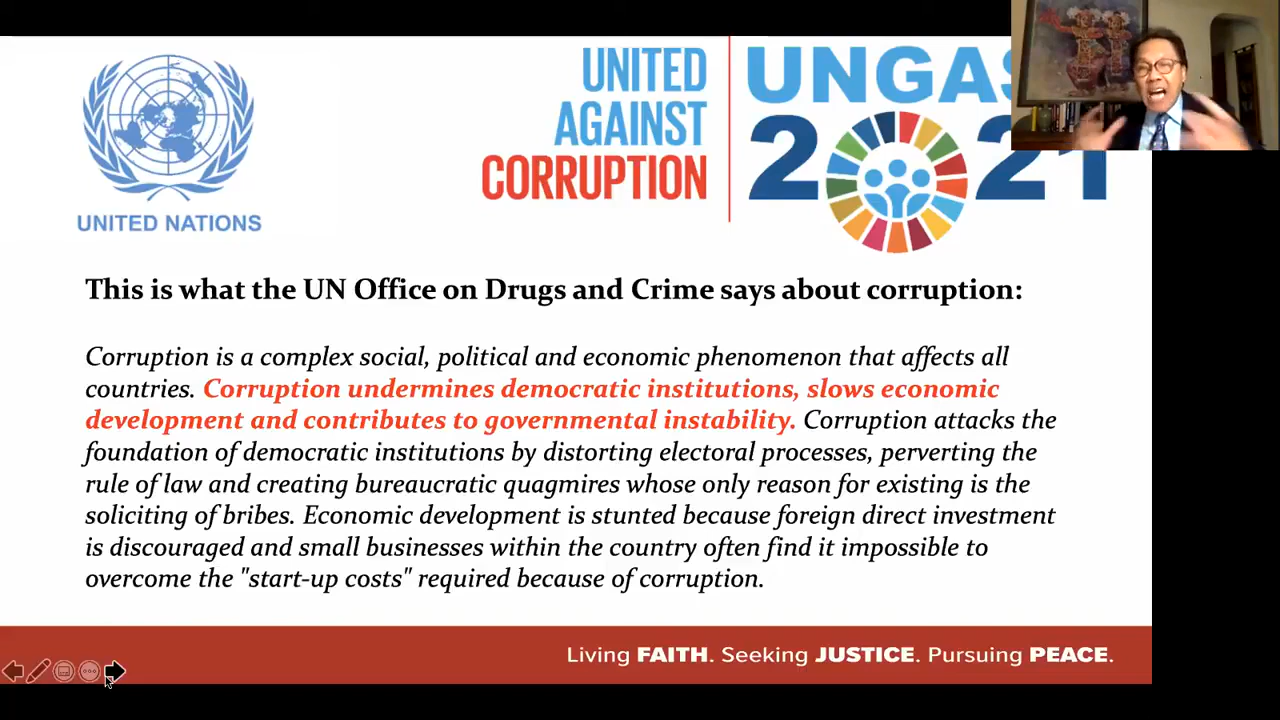 UNITED NATIONS
UNITED
AGAINST
CORRUPTION
UNGAS
2021
This is what the UN Office on Drugs and Crime says about corruption:
Corruption is a complex social, political and economic phenomenon that affects all
countries. Corruption undermines democratic institutions, slows economic
development and contributes to governmental instability. Corruption attacks the
foundation of democratic institutions by distorting electoral processes, perverting the
rule of law and creating bureaucratic quagmires whose only reason for existing is the
soliciting of bribes. Economic development is stunted because foreign direct investment
is discouraged and small businesses within the country often find it impossible to
overcome the "start-up costs" required because of corruption.
Living FAITH. Seeking JUSTICE. Pursuing PEACE.